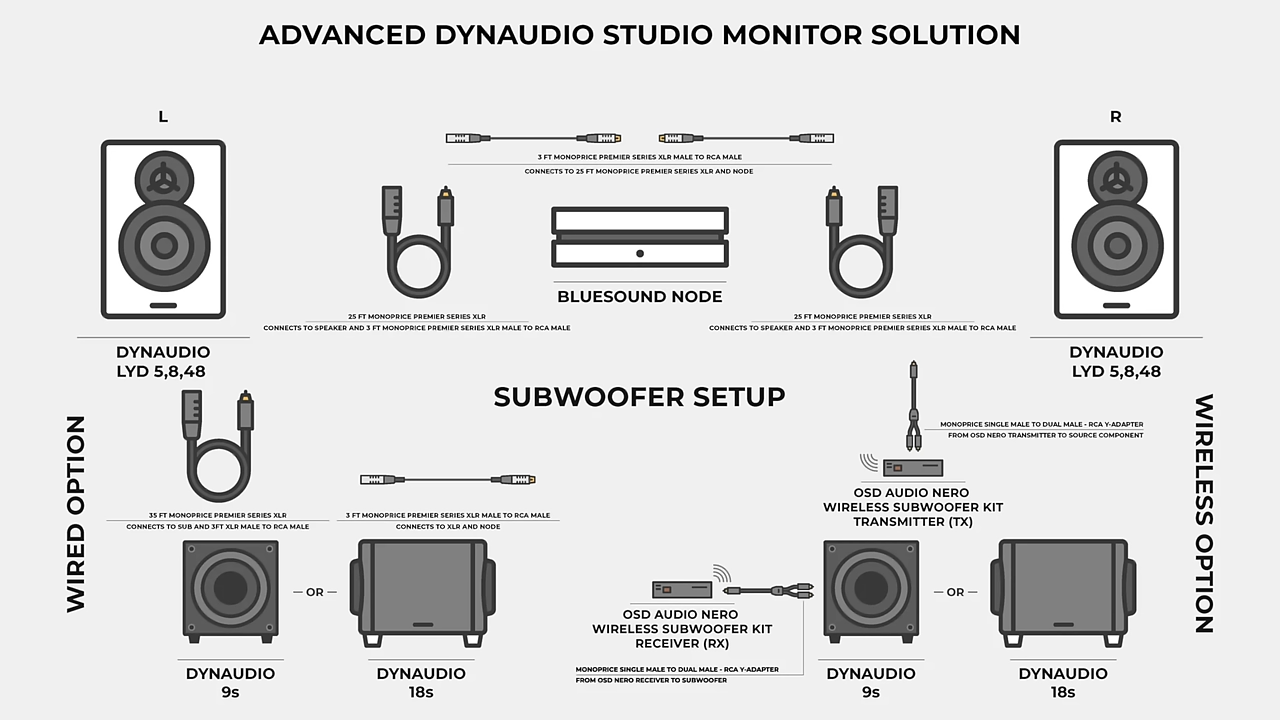 ADVANCED DYNAUDIO STUDIO MONITOR SOLUTION
L
R
3 FT MONOPRICE PREMIER SERIES XLR MALE TO RCA MALE
CONNECTS TO 25 FT MONOPRICE PREMIER SERIES XLR AND NODE
BLUESOUND NODE
25 FT MONOPRICE PREMIER SERIES XLR
CONNECTS TO SPEAKER AND 3 FT MONOPRICE PREMIER SERIES XLR MALE TO RCA MALE
25 FT MONOPRICE PREMIER SERIES XLR
CONNECTS TO SPEAKER AND 3 FT MONOPRICE PREMIER SERIES XLR MALE TO RCA MALE
DYNAUDIO
LYD 5,8,48
DYNAUDIO
LYD 5,8,48
SUBWOOFER SETUP
WIRED OPTION
35 FT MONOPRICE PREMIER SERIES XLR
CONNECTS TO SUB AND 3FT XLR MALE TO RCA MALE
3 FT MONOPRICE PREMIER SERIES XLR MALE TO RCA MALE
CONNECTS TO XLR AND NODE
— OR —
DYNAUDIO
9s
DYNAUDIO
18s
WIRELESS OPTION
MONOPRICE SINGLE MALE TO DUAL MALE - RCA Y-ADAPTER
FROM OSD NERO TRANSMITTER TO SOURCE COMPONENT
OSD AUDIO NERO
WIRELESS SUBWOOFER KIT
TRANSMITTER (TX)
OSD AUDIO NERO
WIRELESS SUBWOOFER KIT
RECEIVER (RX)
MONOPRICE SINGLE MALE TO DUAL MALE - RCA Y-ADAPTER
FROM OSD NERO RECEIVER TO SUBWOOFER
— OR —
DYNAUDIO
9s
DYNAUDIO
18s